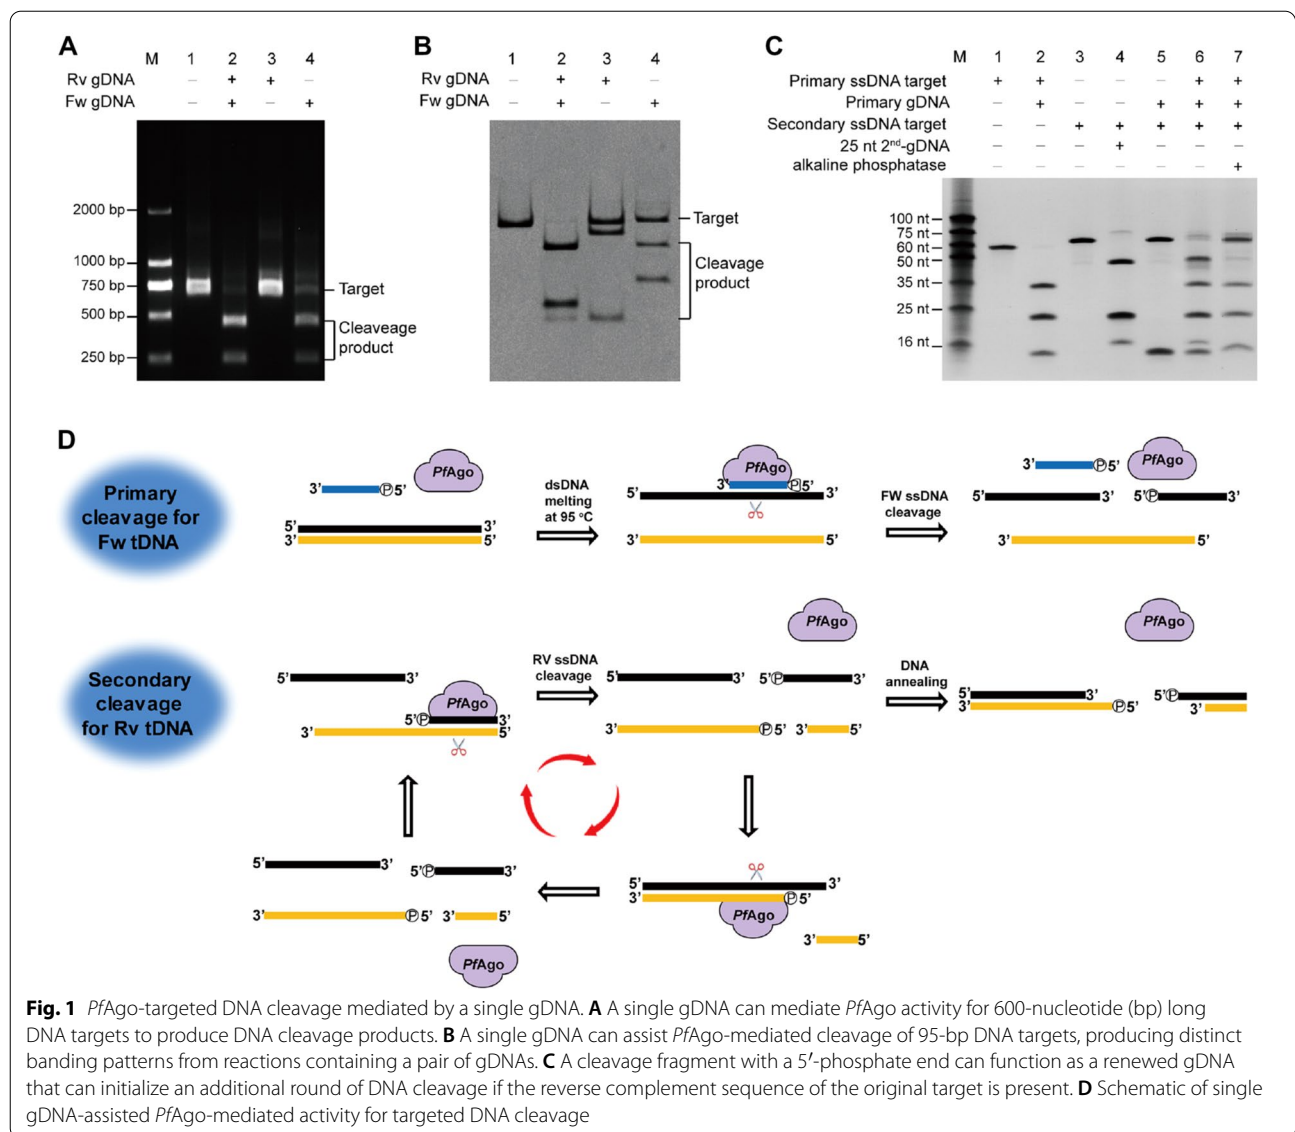 A
M 1 2 3 4
Rv gDNA − + + −
Fw gDNA − + − +
2000 bp
1000 bp
750 bp
500 bp
250 bp
Target
Cleaveage
product
B
1 2 3 4
Rv gDNA − + + −
Fw gDNA − + − +
Target
Cleavage
product
C
M 1 2 3 4 5 6 7
Primary ssDNA target + + − − − + +
Primary gDNA − + − − + + +
Secondary ssDNA target − − + + + + +
25 nt 2nd-gDNA − − − + − − −
alkaline phosphatase − − − − − − +
100 nt
75 nt
60 nt
50 nt
35 nt
25 nt
16 nt
D
Primary
cleavage for
Fw tDNA
3' P 5'
PfAgo
5' 3'
3' 5'
dsDNA
melting
at 95 °C
PfAgo
3' P 5'
5' 3'
3' 5'
FW ssDNA
cleavage
3' P 5'
PfAgo
5' 3' P 3'
3' 5'
Secondary
cleavage
for Rv tDNA
5' 3'
PfAgo
5' P 3'
3' 5'
RV ssDNA
cleavage
PfAgo
5' 3' 5' P 3'
3' P 5' 3' 5'
DNA
annealing
PfAgo
5' 3' 5' P
3' P 5' 3'
5' 3'
3' P 5'
PfAgo
3' 5'
5' 3' 5' P 3'
3' P 5' 3' 5'
PfAgo
Fig. 1 PfAgo-targeted DNA cleavage mediated by a single gDNA. A A single gDNA can mediate PfAgo activity for 600-nucleotide (bp) long
DNA targets to produce DNA cleavage products. B A single gDNA can assist PfAgo-mediated cleavage of 95-bp DNA targets, producing distinct
banding patterns from reactions containing a pair of gDNAs. C A cleavage fragment with a 5′-phosphate end can function as a renewed gDNA
that can initialize an additional round of DNA cleavage if the reverse complement sequence of the original target is present. D Schematic of single
gDNA-assisted PfAgo-mediated activity for targeted DNA cleavage